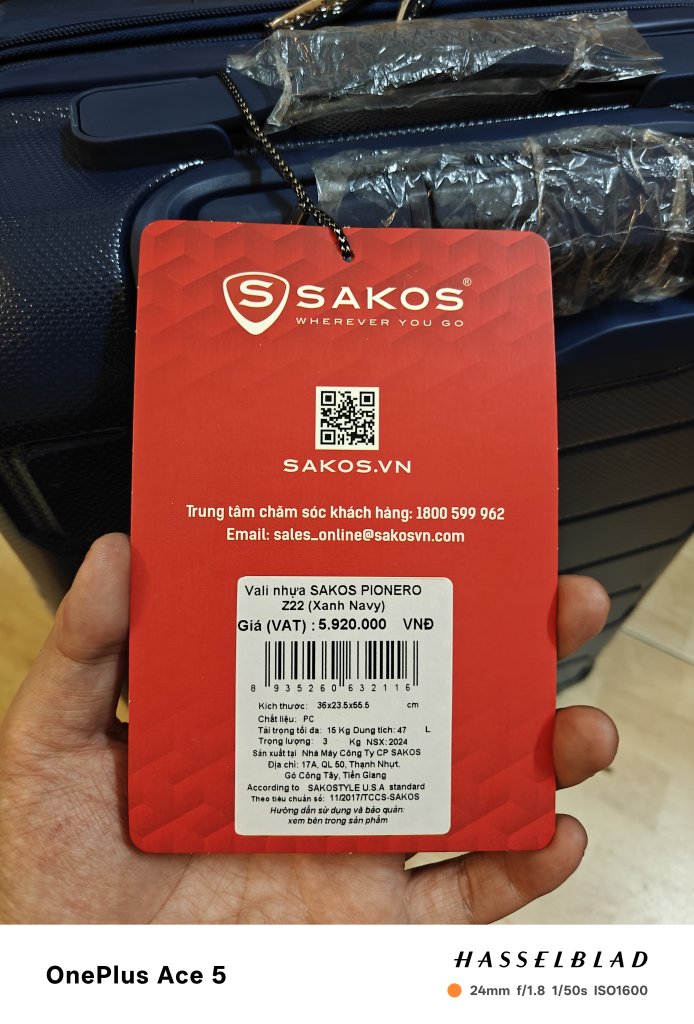 S SAKOS®
WHEREVER YOU GO
SAKOS.VN
Trung tâm chăm sóc khách hàng: 1800 599 962
Email: sales_online@sakosvn.com
Vali nhựa SAKOS PIONERO
Z22 (Xanh Navy)
Giá (VAT) : 5.920.000 VNĐ
8 935260 632116
Kích thước: 36x23.5x55.5 cm
Chất liệu: PC
Tải trọng tối đa: 15 Kg Dung tích: 47 L
Trọng lượng: 3 Kg NSX: 2024
Sản xuất tại Nhà Máy Công Ty CP SAKOS
Địa chỉ: 17A, QL 50, Thạnh Nhựt,
Gò Công Tây, Tiền Giang
According to SAKOSTYLE U.S.A standard
Theo tiêu chuẩn số: 11/2017/TCCS-SAKOS
Hướng dẫn sử dụng và bảo quản:
xem bên trong sản phẩm
OnePlus Ace 5
HASSELBLAD
24mm f/1.8 1/50s ISO1600